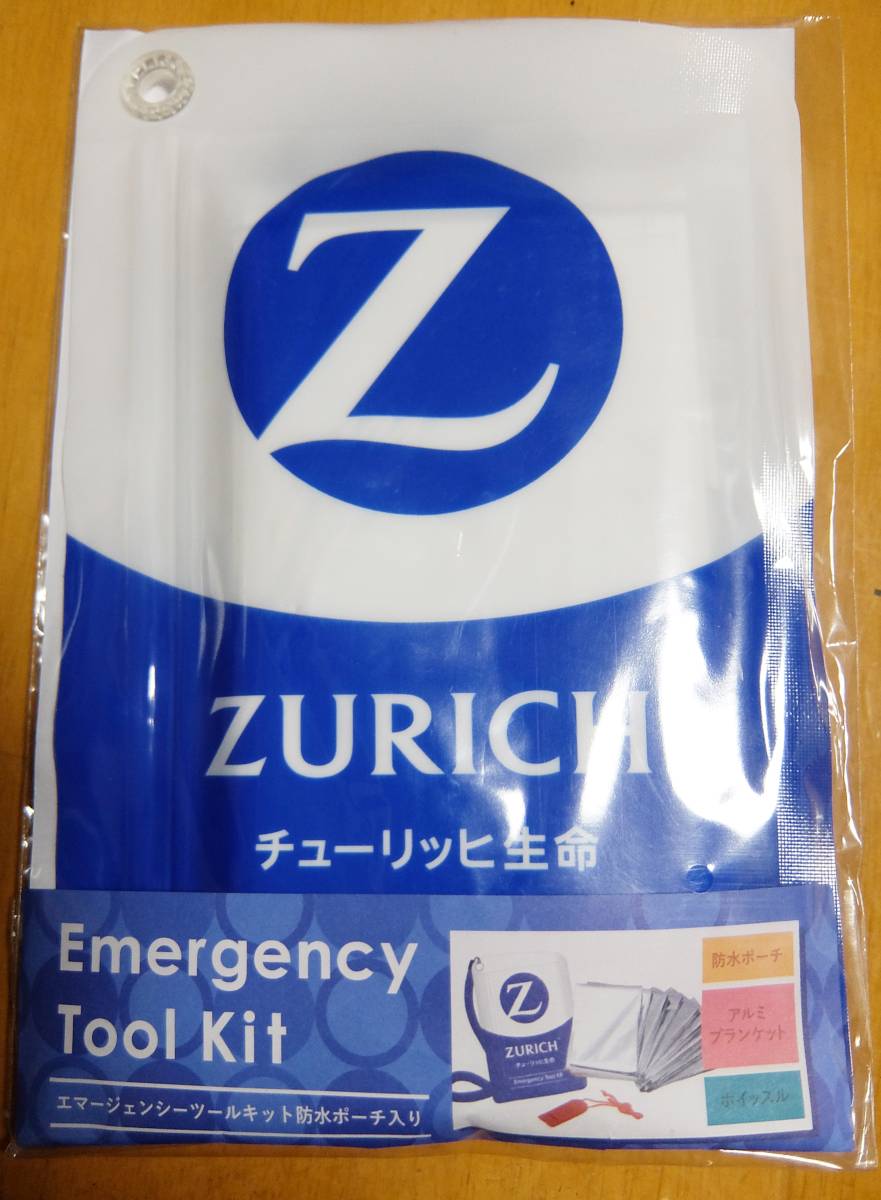 Z
ZURICH
チューリッヒ生命
Emergency
Tool Kit
エマージェンシーツールキット防水ポーチ入り
Z
ZURICH
チューリッヒ生命
Emergency Tool Kit
防水ポーチ
アルミ
ブランケット
ホイッスル